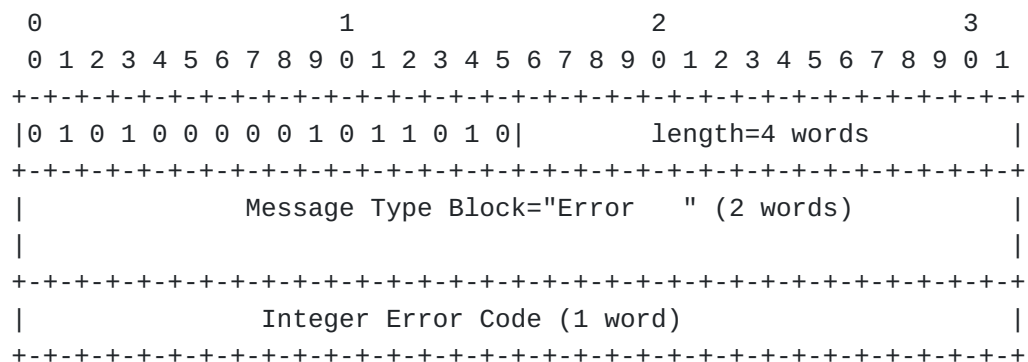 0                   1                   2                   3
 0 1 2 3 4 5 6 7 8 9 0 1 2 3 4 5 6 7 8 9 0 1 2 3 4 5 6 7 8 9 0 1
+-+-+-+-+-+-+-+-+-+-+-+-+-+-+-+-+-+-+-+-+-+-+-+-+-+-+-+-+-+-+-+-+
|0 1 0 1 0 0 0 0 0 1 0 1 1 0 1 0|        length=4 words         |
+-+-+-+-+-+-+-+-+-+-+-+-+-+-+-+-+-+-+-+-+-+-+-+-+-+-+-+-+-+-+-+-+
|              Message Type Block="Error   " (2 words)          |
|                                                               |
+-+-+-+-+-+-+-+-+-+-+-+-+-+-+-+-+-+-+-+-+-+-+-+-+-+-+-+-+-+-+-+-+
|               Integer Error Code (1 word)                     |
+-+-+-+-+-+-+-+-+-+-+-+-+-+-+-+-+-+-+-+-+-+-+-+-+-+-+-+-+-+-+-+-+